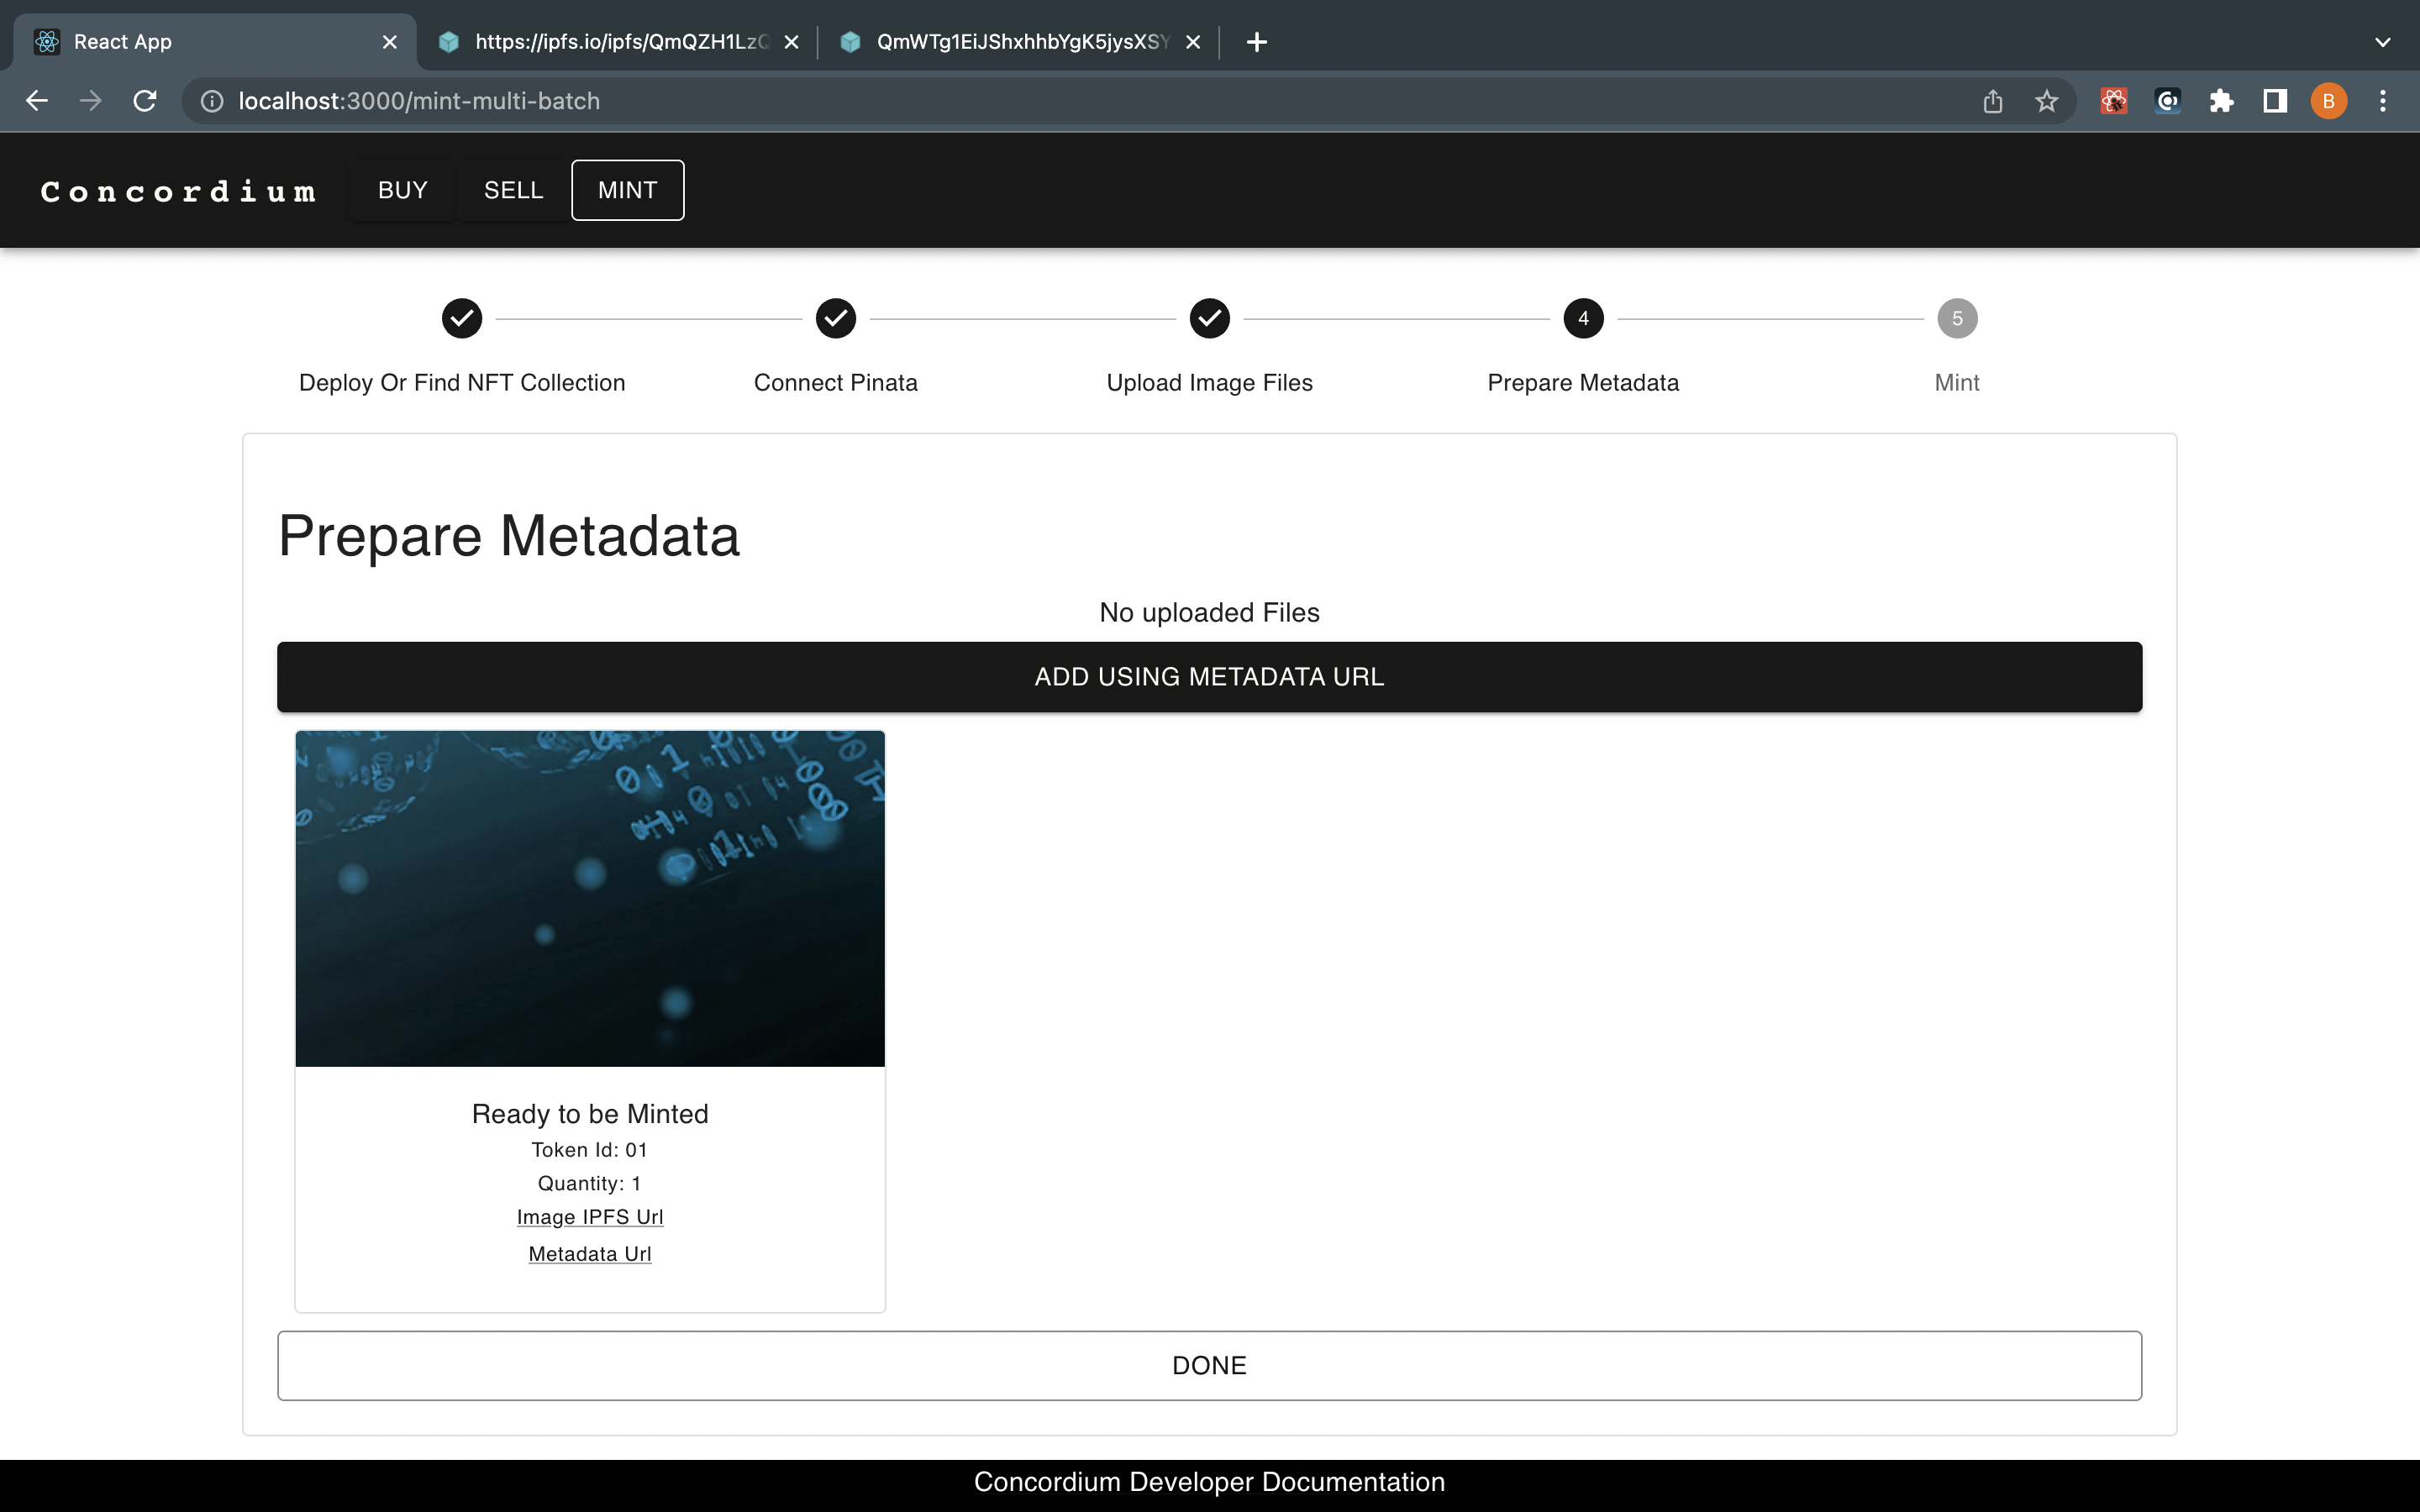 React App
https://ipfs.io/ipfs/QmQZH1Lz
QmWTg1EiJShxhhbYgK5jysXSY
localhost:3000/mint-multi-batch
B
Concordium BUY SELL MINT
4
5
Deploy Or Find NFT Collection
Connect Pinata
Upload Image Files
Prepare Metadata
Mint
Prepare Metadata
No uploaded Files
ADD USING METADATA URL
Ready to be Minted
Token Id: 01
Quantity: 1
Image IPFS Url
Metadata Url
DONE
Concordium Developer Documentation